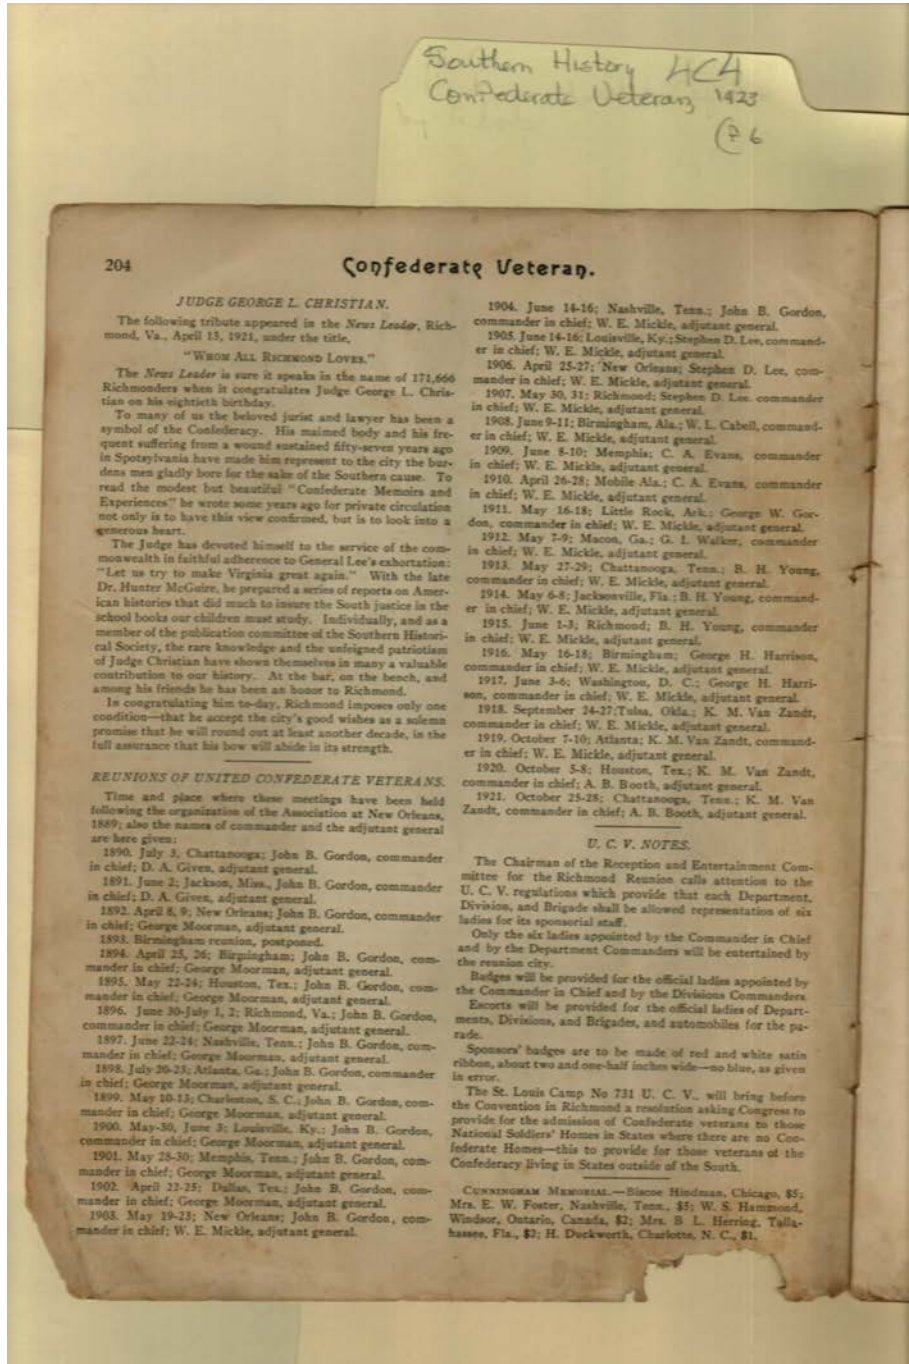 Southern History 4C4
Confederate Veteran 1923
(P 6
204
Confederate Veteran.
JUDGE GEORGE L. CHRISTIAN.
The following tribute appeared in the News Leader, Rich-
mond, Va., April 15, 1921, under the title,
"WHOM ALL RICHMOND LOVES."
The News Leader is sure it speaks in the name of 171,666
Richmonders when it congratulates Judge George L. Chris-
tian on his eightieth birthday.
To many of us the beloved jurist and lawyer has been a
symbol of the Confederacy. His maimed body and his fre-
quent suffering from a wound sustained fifty-seven years ago
in Spotsylvania have made him represent to the city the bur-
dens men gladly bore for the sake of the Southern cause. To
read the modest but beautiful "Confederate Memoirs and
Experiences" he wrote some years ago for private circulation
not only is to have this view confirmed, but is to look into a
generous heart.
The Judge has devoted himself to the service of the com-
monwealth in faithful adherence to General Lee's exhortation:
"Let us try to make Virginia great again." With the late
Dr. Hunter McGuire, he prepared a series of reports on Amer-
ican histories that did much to insure the South justice in the
school books our children must study. Individually, and as a
member of the publication committee of the Southern Histori-
cal Society, the rare knowledge and the unfeigned patriotism
of Judge Christian have shown themselves in many a valuable
contribution to our history. At the bar, on the bench, and
among his friends he has been an honor to Richmond.
In congratulating him to-day, Richmond imposes only one
condition—that he accept the city's good wishes as a solemn
promise that he will round out at least another decade, in the
full assurance that his bow will abide in its strength.
REUNIONS OF UNITED CONFEDERATE VETERANS.
Time and place where these meetings have been held
following the organization of the Association at New Orleans,
1889; also the names of commander and the adjutant general
are here given:
1890. July 3, Chattanooga; John B. Gordon, commander
in chief; D. A. Given, adjutant general.
1891. June 2; Jackson, Miss., John B. Gordon, commander
in chief; D. A. Given, adjutant general.
1892. April 8, 9; New Orleans; John B. Gordon, commander
in chief; George Moorman, adjutant general.
1893. Birmingham reunion, postponed.
1894. April 25, 26; Birmingham; John B. Gordon, com-
mander in chief; George Moorman, adjutant general.
1895. May 22-24; Houston, Tex.; John B. Gordon, com-
mander in chief; George Moorman, adjutant general.
1896. June 30-July 1, 2; Richmond, Va.; John B. Gordon,
commander in chief; George Moorman, adjutant general.
1897. June 22-24; Nashville, Tenn.; John B. Gordon, com-
mander in chief; George Moorman, adjutant general.
1898. July 20-23; Atlanta, Ga.; John B. Gordon, commander
in chief; George Moorman, adjutant general.
1899. May 10-13; Charleston, S. C.; John B. Gordon, com-
mander in chief; George Moorman, adjutant general.
1900. May-30, June 3; Louisville, Ky.; John B. Gordon,
commander in chief; George Moorman, adjutant general.
1901. May 28-30; Memphis, Tenn.; John B. Gordon, com-
mander in chief; George Moorman, adjutant general.
1902. April 22-25; Dallas, Tex.; John B. Gordon, com-
mander in chief; George Moorman, adjutant general.
1903. May 19-23; New Orleans; John B. Gordon, com-
mander in chief; W. E. Mickle, adjutant general.
1904. June 14-16; Nashville, Tenn.; John B. Gordon,
commander in chief; W. E. Mickle, adjutant general.
1905. June 14-16; Louisville, Ky.; Stephen D. Lee, command-
er in chief; W. E. Mickle, adjutant general.
1906. April 25-27; New Orleans; Stephen D. Lee, com-
mander in chief; W. E. Mickle, adjutant general.
1907. May 30, 31; Richmond; Stephen D. Lee. commander
in chief; W. E. Mickle, adjutant general.
1908. June 9-11; Birmingham, Ala.; W. L. Cabell, command-
er in chief; W. E. Mickle, adjutant general.
1909. June 8-10; Memphis; C. A. Evans, commander
in chief; W. E. Mickle, adjutant general.
1910. April 26-28; Mobile Ala.; C. A. Evans, commander
in chief; W. E. Mickle, adjutant general.
1911. May 16-18; Little Rock, Ark.; George W. Gor-
don, commander in chief; W. E. Mickle, adjutant general.
1912. May 7-9; Macon, Ga.; G. I. Walker, commander
in chief; W. E. Mickle, adjutant general.
1913. May 27-29; Chattanooga, Tenn.; B. H. Young,
commander in chief; W. E. Mickle, adjutant general.
1914. May 6-8; Jacksonville, Fla.; B. H. Young, command-
er in chief; W. E. Mickle, adjutant general.
1915. June 1-3; Richmond; B. H. Young, commander
in chief; W. E. Mickle, adjutant general.
1916. May 16-18; Birmingham; George H. Harrison,
commander in chief; W. E. Mickle, adjutant general.
1917. June 3-6; Washington, D. C.; George H. Harri-
son, commander in chief; W. E. Mickle, adjutant general.
1918. September 24-27; Tulsa, Okla.; K. M. Van Zandt,
commander in chief; W. E. Mickle, adjutant general.
1919. October 7-10; Atlanta; K. M. Van Zandt, command-
er in chief; W. E. Mickle, adjutant general.
1920. October 5-8; Houston, Tex.; K. M. Van Zandt,
commander in chief; A. B. Booth, adjutant general.
1921. October 25-28; Chattanooga, Tenn.; K. M. Van
Zandt, commander in chief; A. B. Booth, adjutant general.
U. C. V. NOTES.
The Chairman of the Reception and Entertainment Com-
mittee for the Richmond Reunion calls attention to the
U. C. V. regulations which provide that each Department,
Division, and Brigade shall be allowed representation of six
ladies for its sponsorial staff.
Only the six ladies appointed by the Commander in Chief
and by the Department Commanders will be entertained by
the reunion city.
Badges will be provided for the official ladies appointed by
the Commander in Chief and by the Divisions Commanders.
Escorts will be provided for the official ladies of Depart-
ments, Divisions, and Brigades, and automobiles for the pa-
rade.
Sponsors' badges are to be made of red and white satin
ribbon, about two and one-half inches wide—no blue, as given
in error.
The St. Louis Camp No 731 U. C. V., will bring before
the Convention in Richmond a resolution asking Congress to
provide for the admission of Confederate veterans to those
National Soldiers' Homes in States where there are no Con-
federate Homes—this to provide for those veterans of the
Confederacy living in States outside of the South.
CUNNINGHAM MEMORIAL.—Biscoe Hindman, Chicago, $5;
Mrs. E. W. Foster, Nashville, Tenn., $5; W. S. Hammond,
Windsor, Ontario, Canada, $2; Mrs. B L. Herring, Talla-
hassee, Fla., $2; H. Duckworth, Charlotte, N. C., $1.